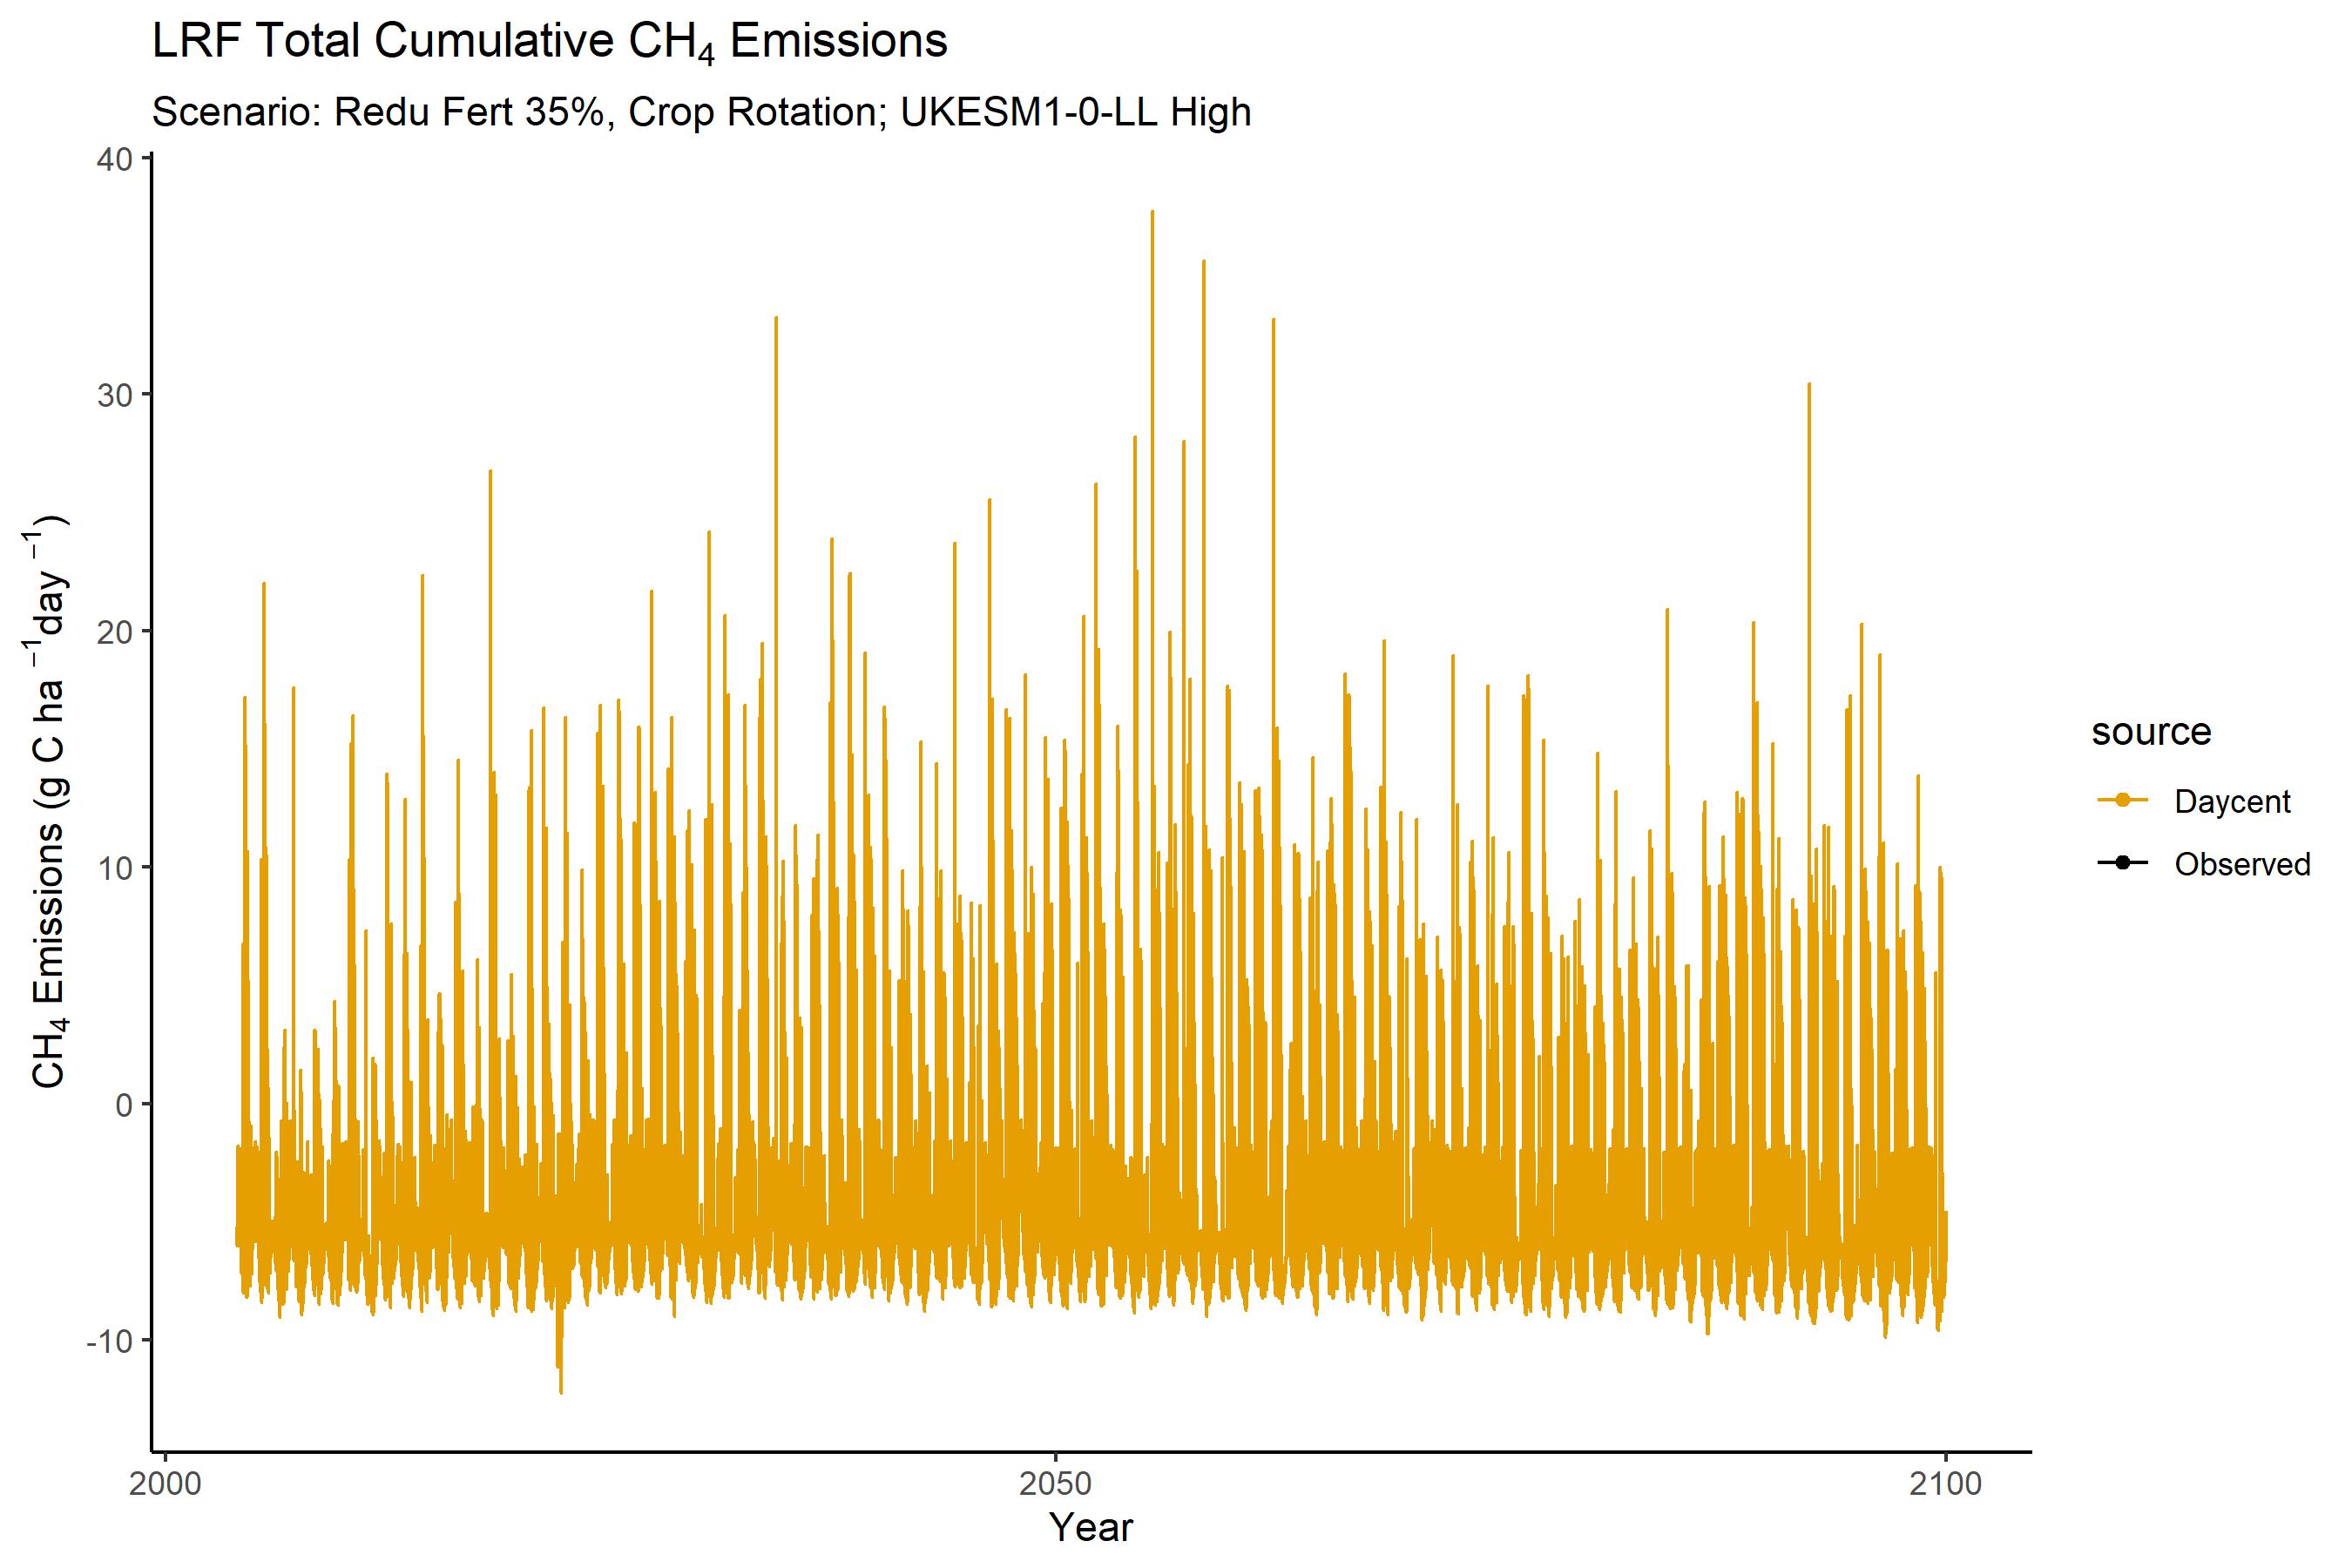 LRF Total Cumulative CH₄ Emissions
Scenario: Redu Fert 35%, Crop Rotation; UKESM1-0-LL High
CH₄ Emissions (g C ha ⁻¹day ⁻¹)
40
30
20
10
0
-10
2000
2050
2100
Year
source
Daycent
Observed